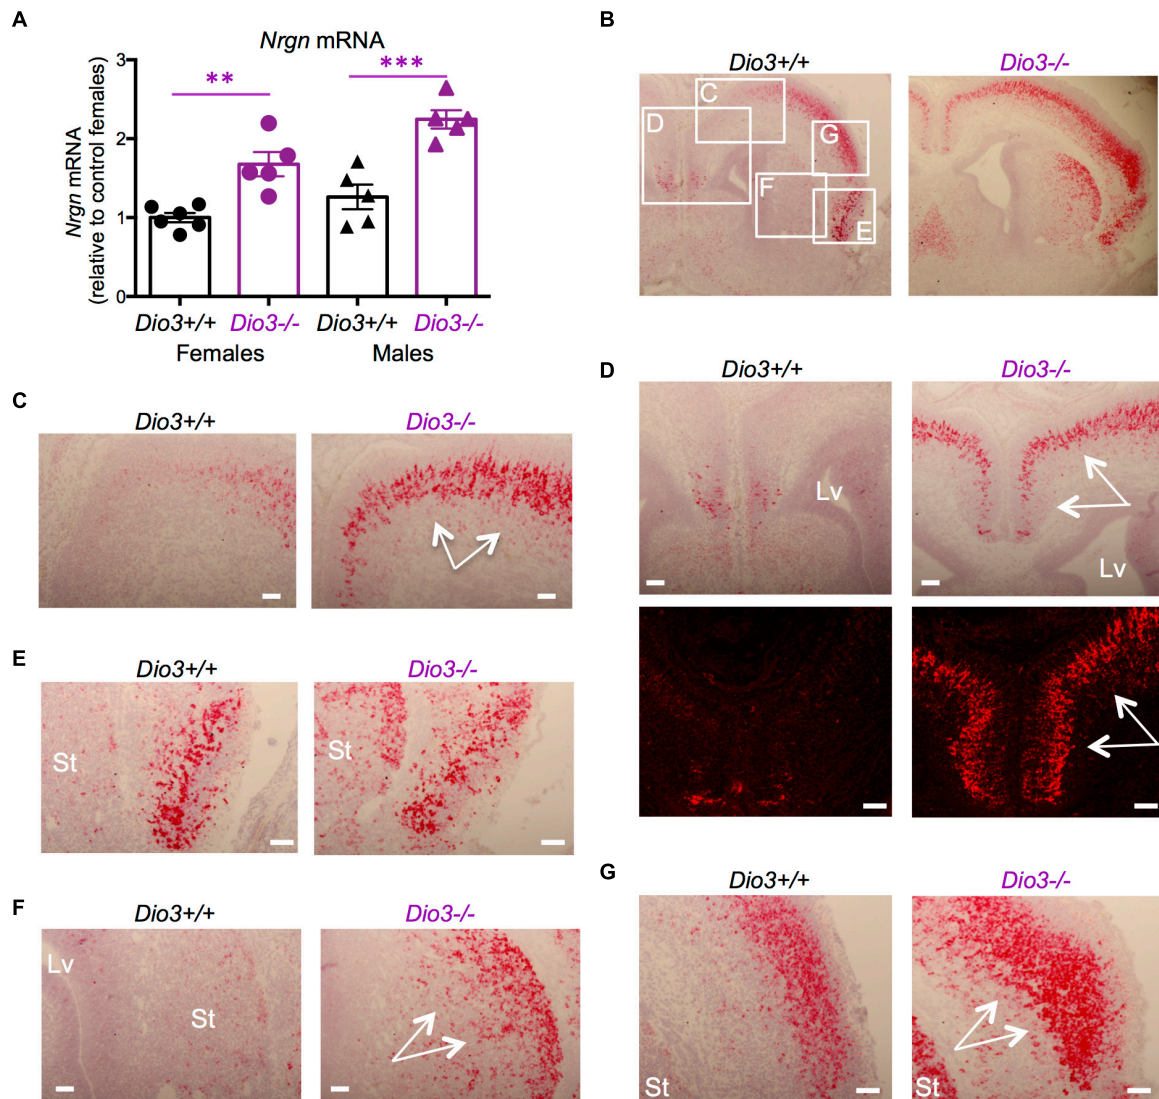 A
Nrgn mRNA
Nrgn mRNA
(relative to control females)
3
2
1
0
**
***
Dio3+/+ Dio3-/- Dio3+/+ Dio3-/-
Females Males
B
Dio3+/+ Dio3-/-
C
D
G
F
E
C
Dio3+/+ Dio3-/-
D
Dio3+/+ Dio3-/-
Lv
Lv
E
Dio3+/+ Dio3-/-
St
St
F
Dio3+/+ Dio3-/-
Lv
St
G
Dio3+/+ Dio3-/-
St
St